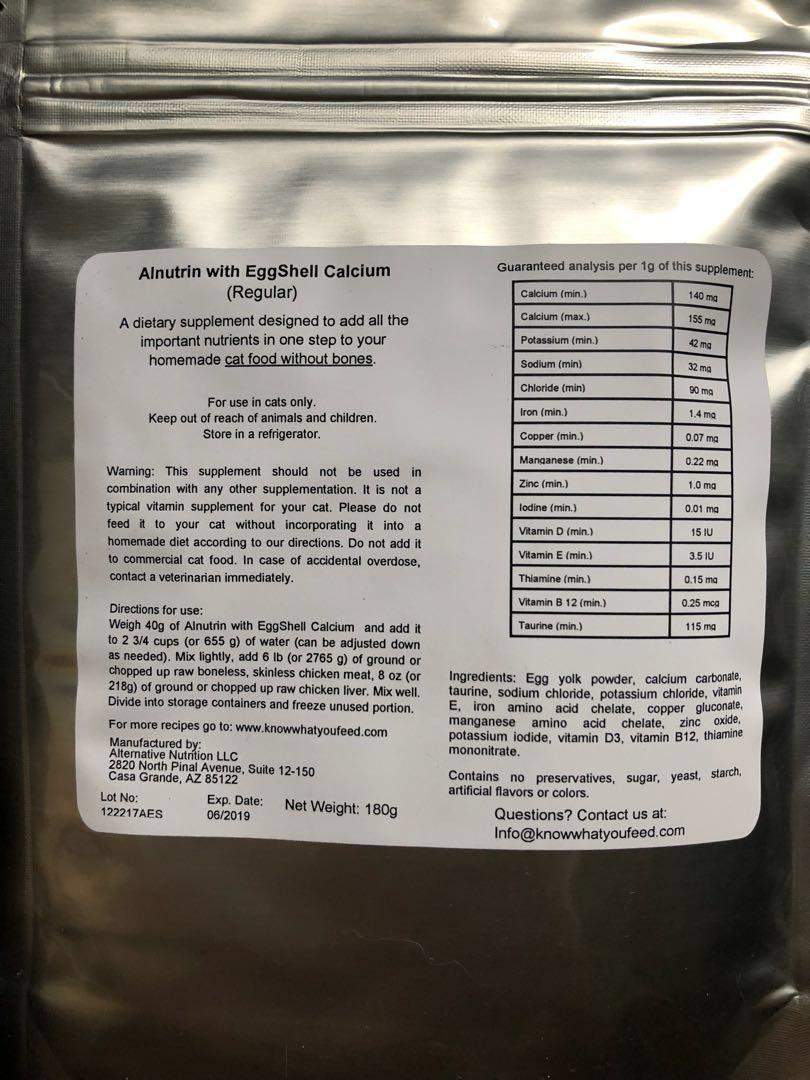 Alnutrin with EggShell Calcium
(Regular)
A dietary supplement designed to add all the
important nutrients in one step to your
homemade cat food without bones.
For use in cats only.
Keep out of reach of animals and children.
Store in a refrigerator.
Warning: This supplement should not be used in
combination with any other supplementation. It is not a
typical vitamin supplement for your cat. Please do not
feed it to your cat without incorporating it into a
homemade diet according to our directions. Do not add it
to commercial cat food. In case of accidental overdose,
contact a veterinarian immediately.
Directions for use:
Weigh 40g of Alnutrin with EggShell Calcium and add it
to 2 3/4 cups (or 655 g) of water (can be adjusted down
as needed). Mix lightly, add 6 lb (or 2765 g) of ground or
chopped up raw boneless, skinless chicken meat, 8 oz (or
218g) of ground or chopped up raw chicken liver. Mix well.
Divide into storage containers and freeze unused portion.
For more recipes go to: www.knowwhatyoufeed.com
Manufactured by:
Alternative Nutrition LLC
2820 North Pinal Avenue, Suite 12-150
Casa Grande, AZ 85122
Lot No: Exp. Date: Net Weight: 180g
122217AES 06/2019
Guaranteed analysis per 1g of this supplement:
Calcium (min.) 140 mg
Calcium (max.) 155 mg
Potassium (min.) 42 mg
Sodium (min) 32 mg
Chloride (min) 90 mg
Iron (min.) 1.4 mg
Copper (min.) 0.07 mg
Manganese (min.) 0.22 mg
Zinc (min.) 1.0 mg
Iodine (min.) 0.01 mg
Vitamin D (min.) 15 IU
Vitamin E (min.) 3.5 IU
Thiamine (min.) 0.15 mg
Vitamin B 12 (min.) 0.25 mcg
Taurine (min.) 115 mg
Ingredients: Egg yolk powder, calcium carbonate,
taurine, sodium chloride, potassium chloride, vitamin
E, iron amino acid chelate, copper gluconate,
manganese amino acid chelate, zinc oxide,
potassium iodide, vitamin D3, vitamin B12, thiamine
mononitrate.
Contains no preservatives, sugar, yeast, starch,
artificial flavors or colors.
Questions? Contact us at:
Info@knowwhatyoufeed.com